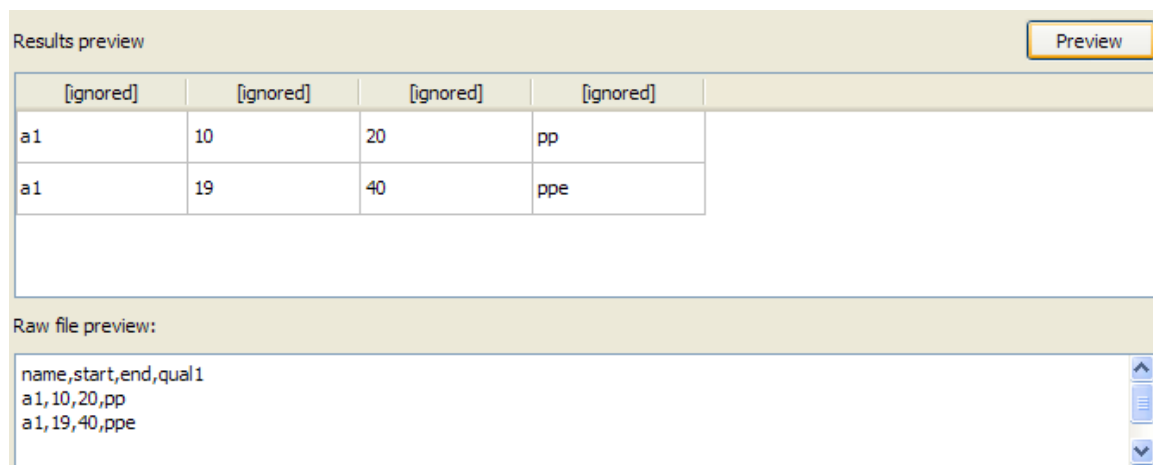 Results preview Preview
[ignored] [ignored] [ignored] [ignored]
a1 10 20 pp
a1 19 40 ppe
Raw file preview:
name,start,end,qual1
a1,10,20,pp
a1,19,40,ppe